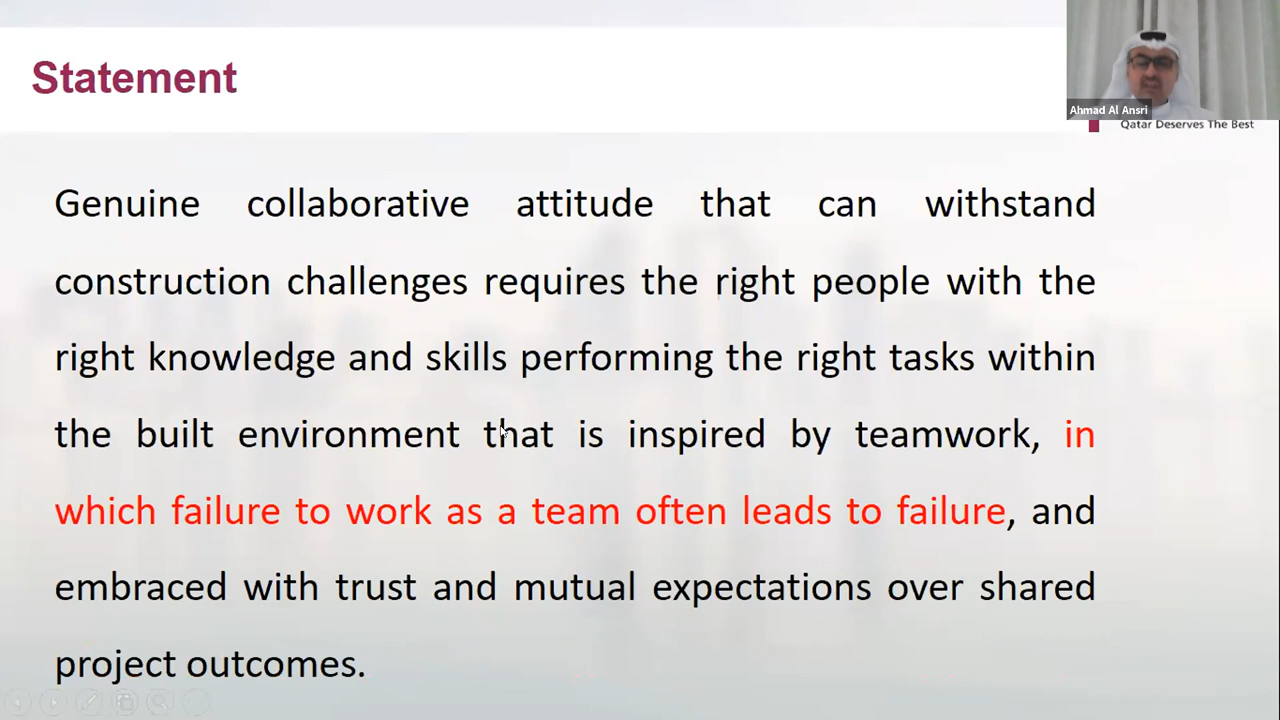 Statement
Ahmad Al Ansri
Qatar Deserves The Best
Genuine collaborative attitude that can withstand
construction challenges requires the right people with the
right knowledge and skills performing the right tasks within
the built environment that is inspired by teamwork, in
which failure to work as a team often leads to failure, and
embraced with trust and mutual expectations over shared
project outcomes.